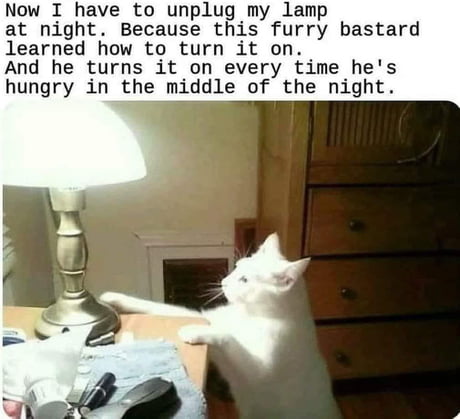 Now I have to unplug my lamp
at night. Because this furry bastard
learned how to turn it on.
And he turns it on every time he's
hungry in the middle of the night.